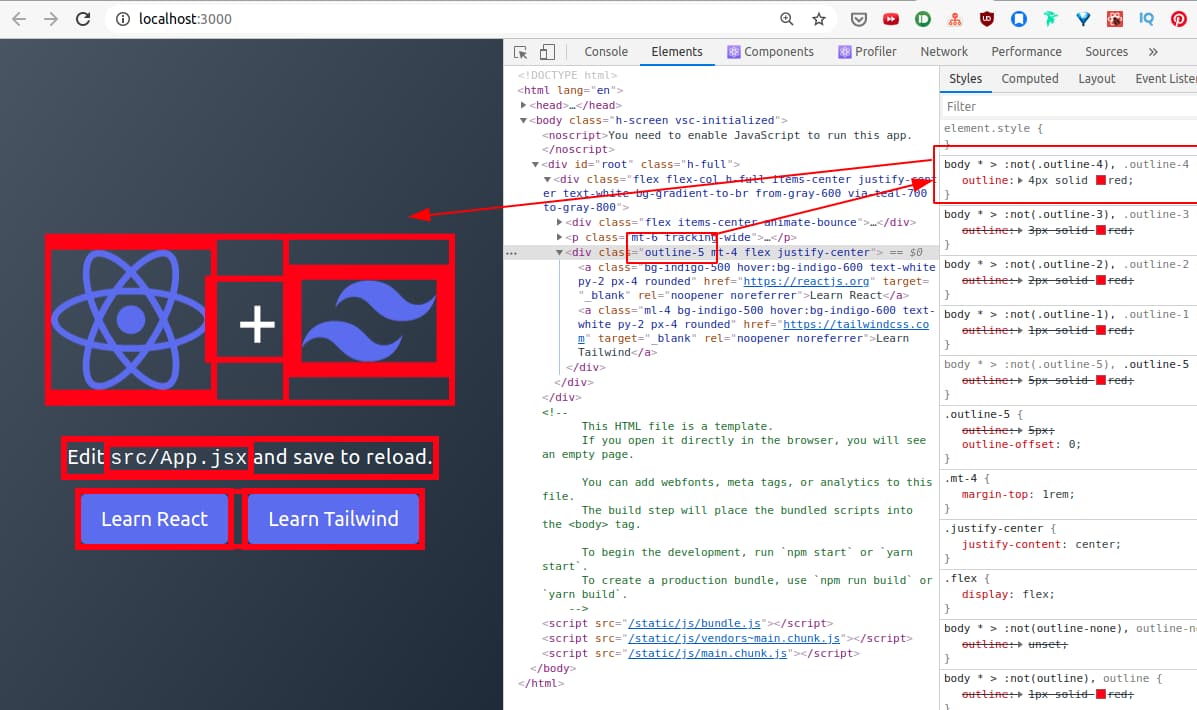 localhost:3000
IQ
Console Elements Components Profiler Network Performance Sources »
<!DOCTYPE html>
<html lang="en">
<head>…</head>
<body class="h-screen vsc-initialized">
<noscript>You need to enable JavaScript to run this app.
</noscript>
<div id="root" class="h-full">
<div class="flex flex-col h-full items-center justify-cent
er text-white bg-gradient-to-br from-gray-600 via-teal-700
to-gray-800">
<div class="flex items-center animate-bounce">…</div>
<p class="mt-6 tracking-wide">…</p>
<div class="outline-5 mt-4 flex justify-center"> == $0
<a class="bg-indigo-500 hover:bg-indigo-600 text-white
py-2 px-4 rounded" href="https://reactjs.org" target=
"_blank" rel="noopener noreferrer">Learn React</a>
<a class="ml-4 bg-indigo-500 hover:bg-indigo-600 text-
white py-2 px-4 rounded" href="https://tailwindcss.co
m" target="_blank" rel="noopener noreferrer">Learn
Tailwind</a>
</div>
</div>
</div>
<!--
This HTML file is a template.
If you open it directly in the browser, you will see
an empty page.
You can add webfonts, meta tags, or analytics to this
file.
The build step will place the bundled scripts into
the <body> tag.
To begin the development, run `npm start` or `yarn
start`.
To create a production bundle, use `npm run build` or
`yarn build`.
-->
<script src="/static/js/bundle.js"></script>
<script src="/static/js/vendors~main.chunk.js"></script>
<script src="/static/js/main.chunk.js"></script>
</body>
</html>
Edit src/App.jsx and save to reload.
Learn React Learn Tailwind
Styles Computed Layout Event Listen
Filter
element.style {
}
body * > :not(.outline-4), .outline-4
outline: 4px solid red;
}
body * > :not(.outline-3), .outline-3
outline: 3px solid red;
}
body * > :not(.outline-2), .outline-2
outline: 2px solid red;
}
body * > :not(.outline-1), .outline-1
outline: 1px solid red;
}
body * > :not(.outline-5), .outline-5
outline: 5px solid red;
}
.outline-5 {
outline: 5px;
outline-offset: 0;
}
.mt-4 {
margin-top: 1rem;
}
.justify-center {
justify-content: center;
}
.flex {
display: flex;
}
body * > :not(outline-none), outline-n
outline: unset;
}
body * > :not(outline), outline {
outline: 1px solid red;
}